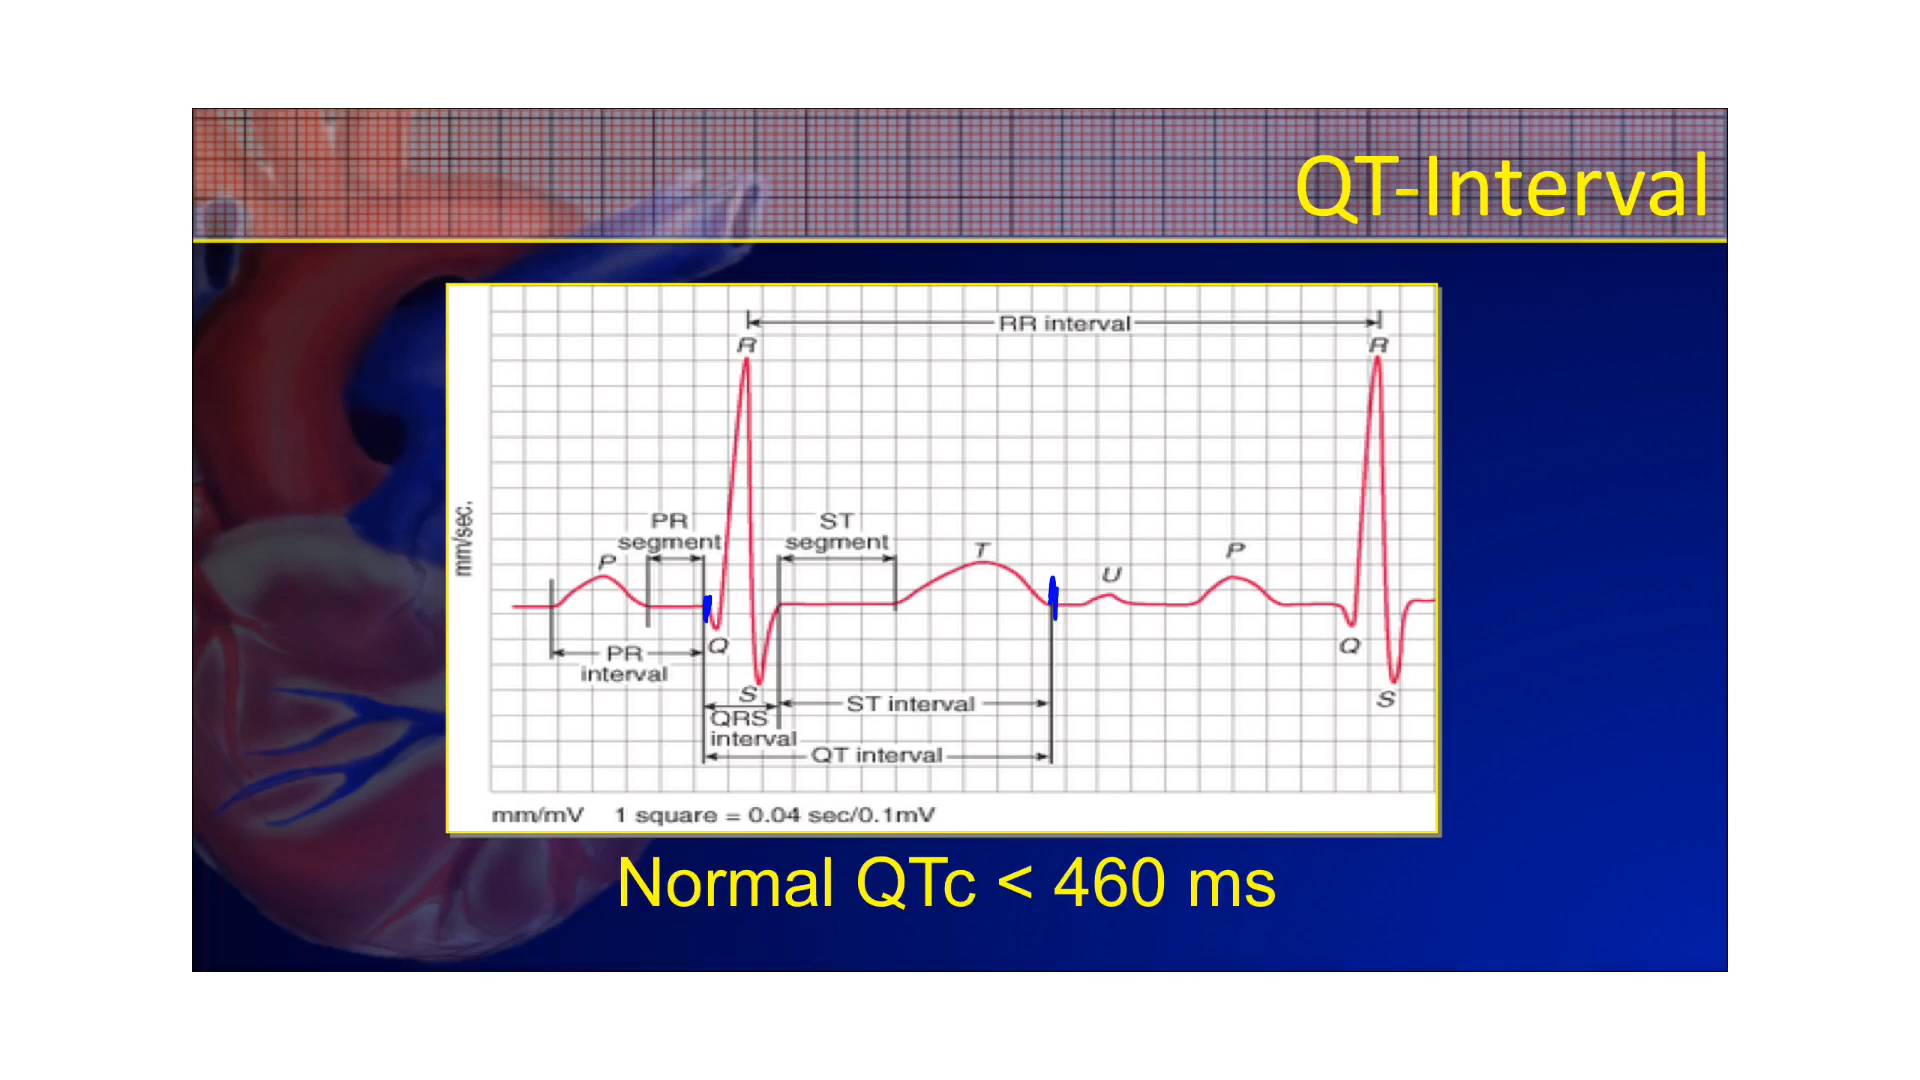 QT-Interval
RR interval
R
R
mm/sec.
PR
segment
ST
segment
P
T
U
P
Q
Q
PR
interval
S
S
ST interval
QRS
interval
QT interval
mm/mV 1 square = 0.04 sec/0.1mV
Normal QTc < 460 ms